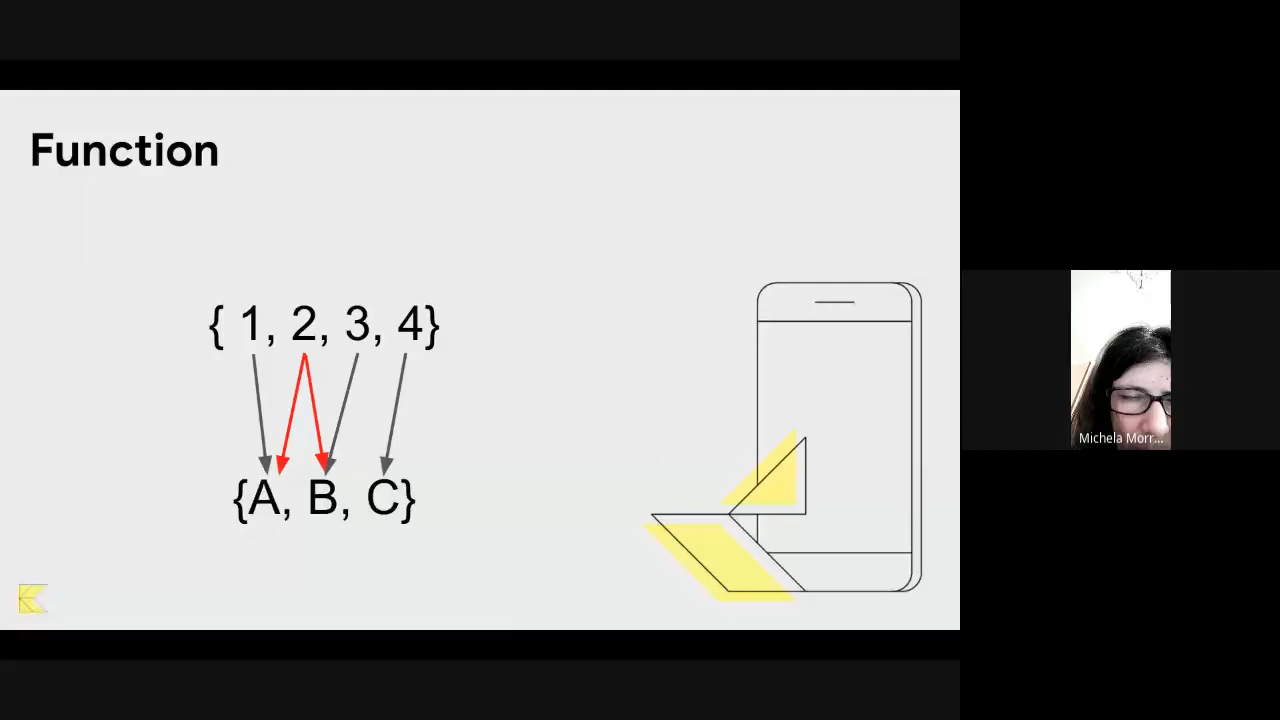 Function
{ 1, 2, 3, 4}
{A, B, C}
Michela Morr...